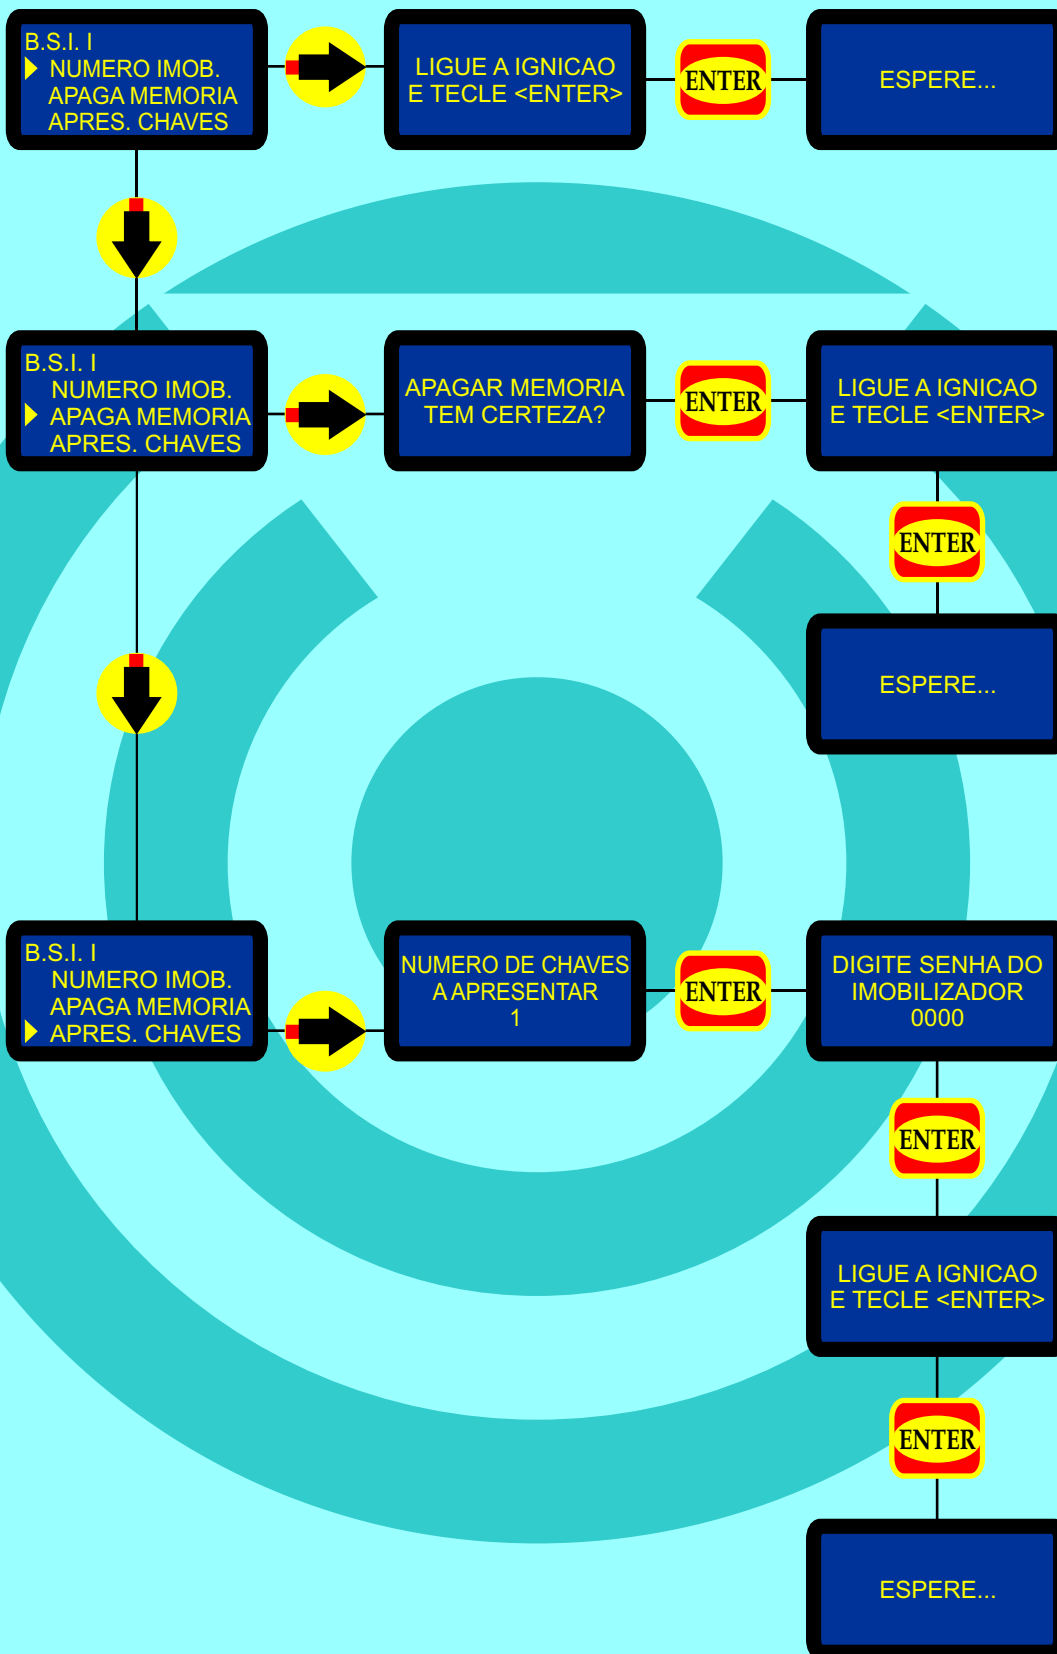 B.S.I. I
NUMERO IMOB.
APAGA MEMORIA
APRES. CHAVES
LIGUE A IGNICAO
E TECLE <ENTER>
ENTER
ESPERE...
B.S.I. I
NUMERO IMOB.
APAGA MEMORIA
APRES. CHAVES
APAGAR MEMORIA
TEM CERTEZA?
ENTER
LIGUE A IGNICAO
E TECLE <ENTER>
ENTER
ESPERE...
B.S.I. I
NUMERO IMOB.
APAGA MEMORIA
APRES. CHAVES
NUMERO DE CHAVES
A APRESENTAR
1
ENTER
DIGITE SENHA DO
IMOBILIZADOR
0000
ENTER
LIGUE A IGNICAO
E TECLE <ENTER>
ENTER
ESPERE...